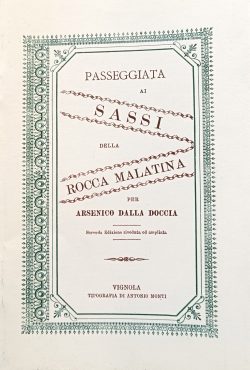 PASSEGGIATA
AI
SASSI
DELLA
ROCCA MALATINA
PER
ARSENICO DALLA DOCCIA
Seconda Edizione riveduta ed ampliata
VIGNOLA
TIPOGRAFIA DI ANTONIO MONTI